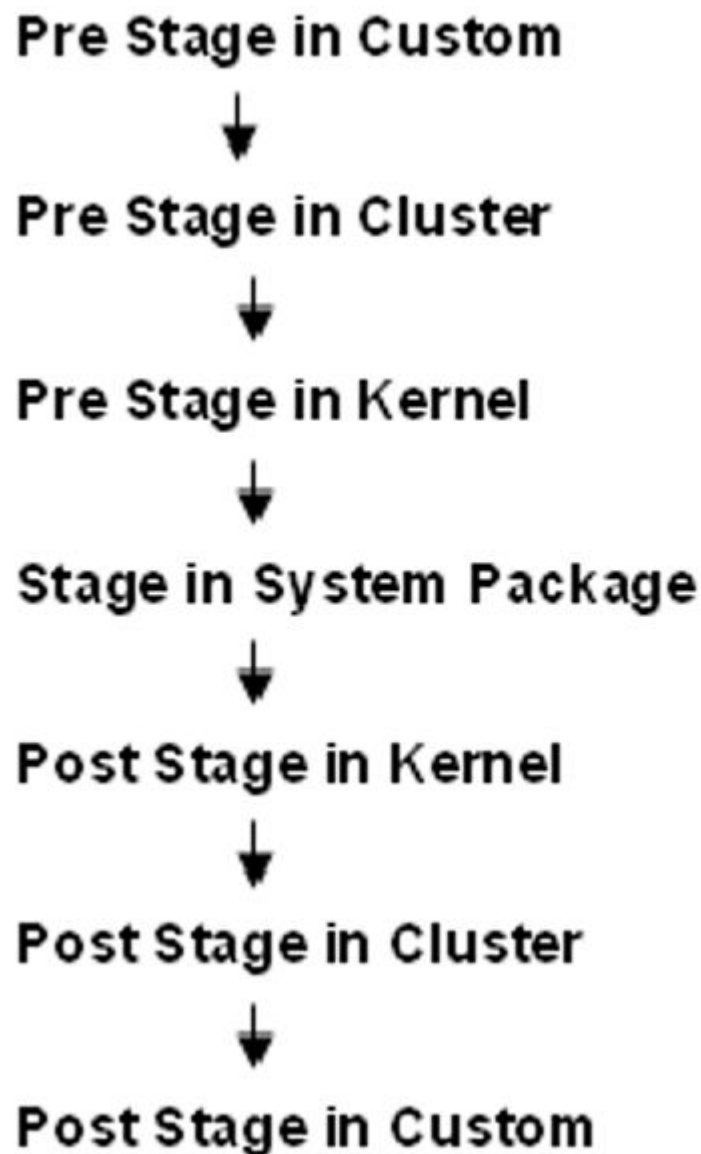 Pre Stage in Custom
Pre Stage in Cluster
Pre Stage in Kernel
Stage in System Package
Post Stage in Kernel
Post Stage in Cluster
Post Stage in Custom